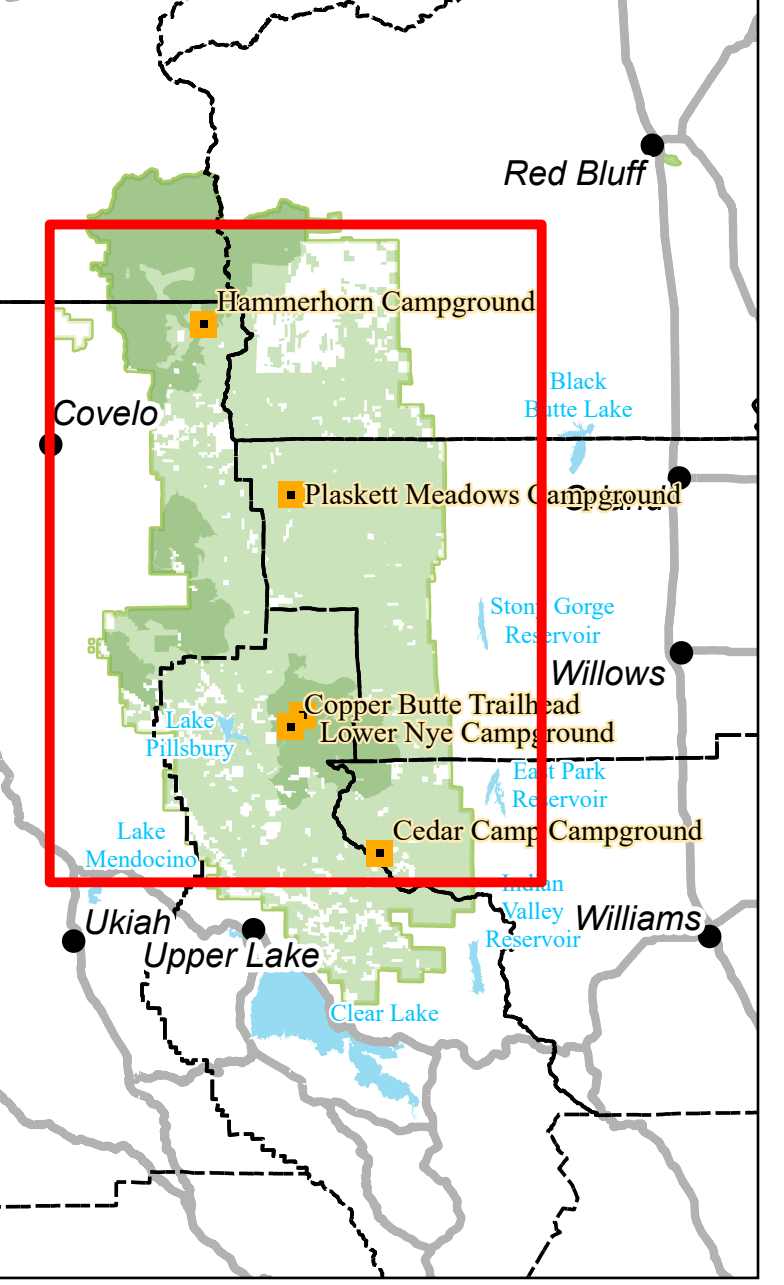 Red Bluff
Hammerhorn Campground
Black
Butte Lake
Covelo
Plaskett Meadows Campground
Stony Gorge
Reservoir
Willows
Copper Butte Trailhead
Lake
Pillsbury
Lower Nye Campground
East Park
Reservoir
Lake
Mendocino
Cedar Camp Campground
Indian
Valley
Reservoir
Ukiah
Williams
Upper Lake
Clear Lake